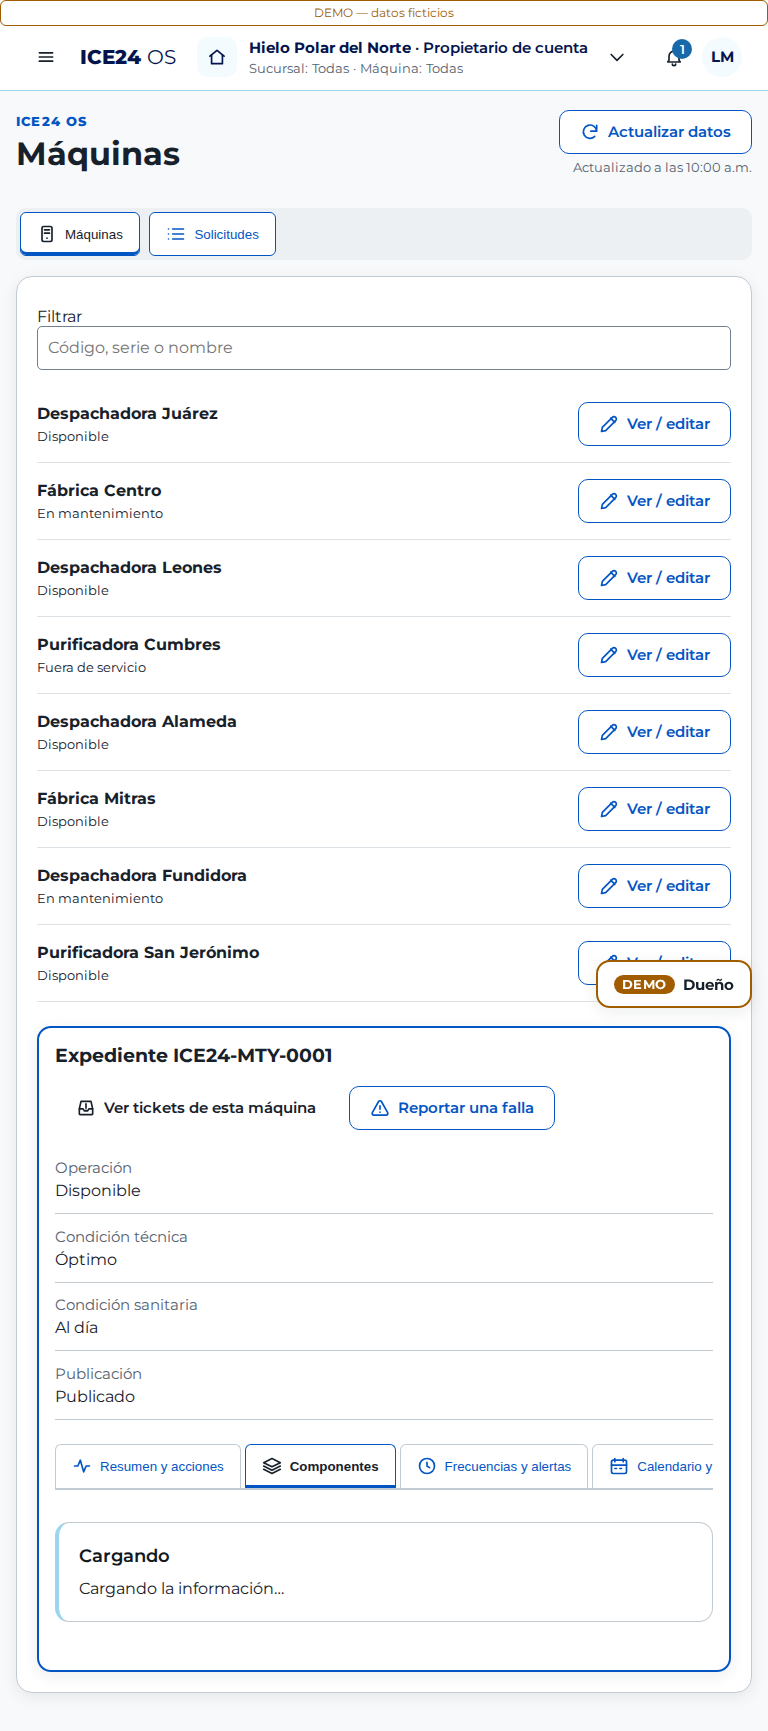 DEMO — datos ficticios
ICE24 OS
Hielo Polar del Norte · Propietario de cuenta
Sucursal: Todas · Máquina: Todas
1
LM
ICE24 OS
Máquinas
Actualizar datos
Actualizado a las 10:00 a.m.
Máquinas
Solicitudes
Filtrar
Código, serie o nombre
Despachadora Juárez
Disponible
Ver / editar
Fábrica Centro
En mantenimiento
Ver / editar
Despachadora Leones
Disponible
Ver / editar
Purificadora Cumbres
Fuera de servicio
Ver / editar
Despachadora Alameda
Disponible
Ver / editar
Fábrica Mitras
Disponible
Ver / editar
Despachadora Fundidora
En mantenimiento
Ver / editar
Purificadora San Jerónimo
Disponible
DEMO Dueño
Expediente ICE24-MTY-0001
Ver tickets de esta máquina
Reportar una falla
Operación
Disponible
Condición técnica
Óptimo
Condición sanitaria
Al día
Publicación
Publicado
Resumen y acciones
Componentes
Frecuencias y alertas
Calendario y
Cargando
Cargando la información...